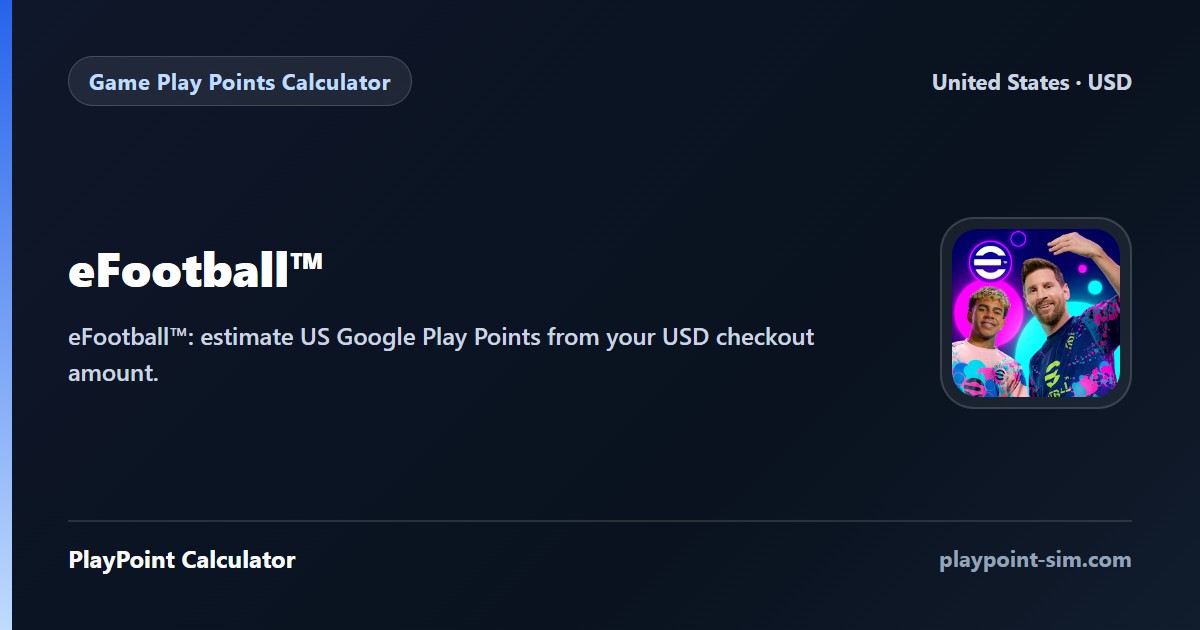 Game Play Points Calculator
United States · USD
eFootball™
eFootball™: estimate US Google Play Points from your USD checkout
amount.
PlayPoint Calculator
playpoint-sim.com